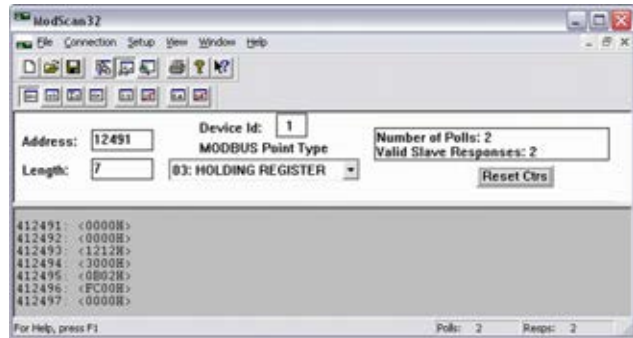 ModScan32
File Connection Setup View Window Help
Device Id: 1
Address: 12491
MODBUS Point Type
Number of Polls: 2
Valid Slave Responses: 2
Length: 7
03: HOLDING REGISTER
Reset Ctrs
412491: <0000H>
412492: <0000H>
412493: <1212H>
412494: <3000H>
412495: <0B02H>
412496: <FC00H>
412497: <0000H>
For Help, press F1
Polls: 2
Resps: 2